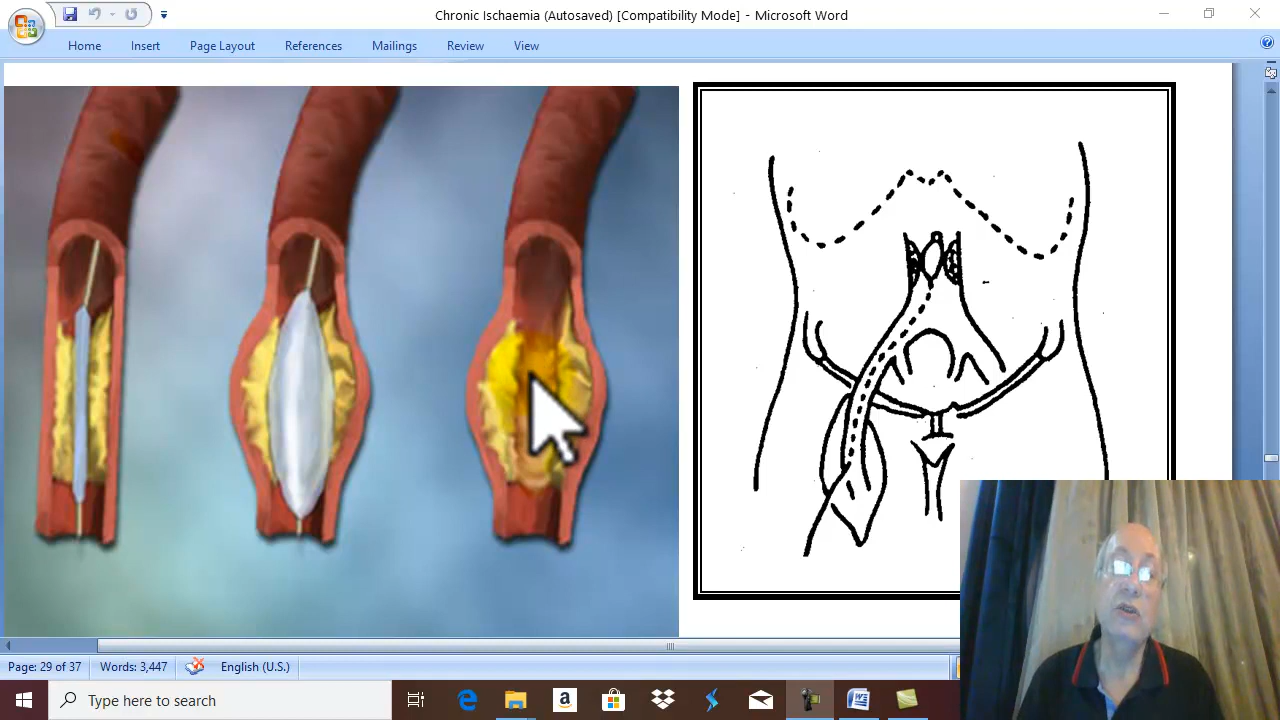 Chronic Ischaemia (Autosaved) [Compatibility Mode] - Microsoft Word
Home Insert Page Layout References Mailings Review View
Page: 29 of 37 Words: 3,447 English (U.S.)
Type here to search